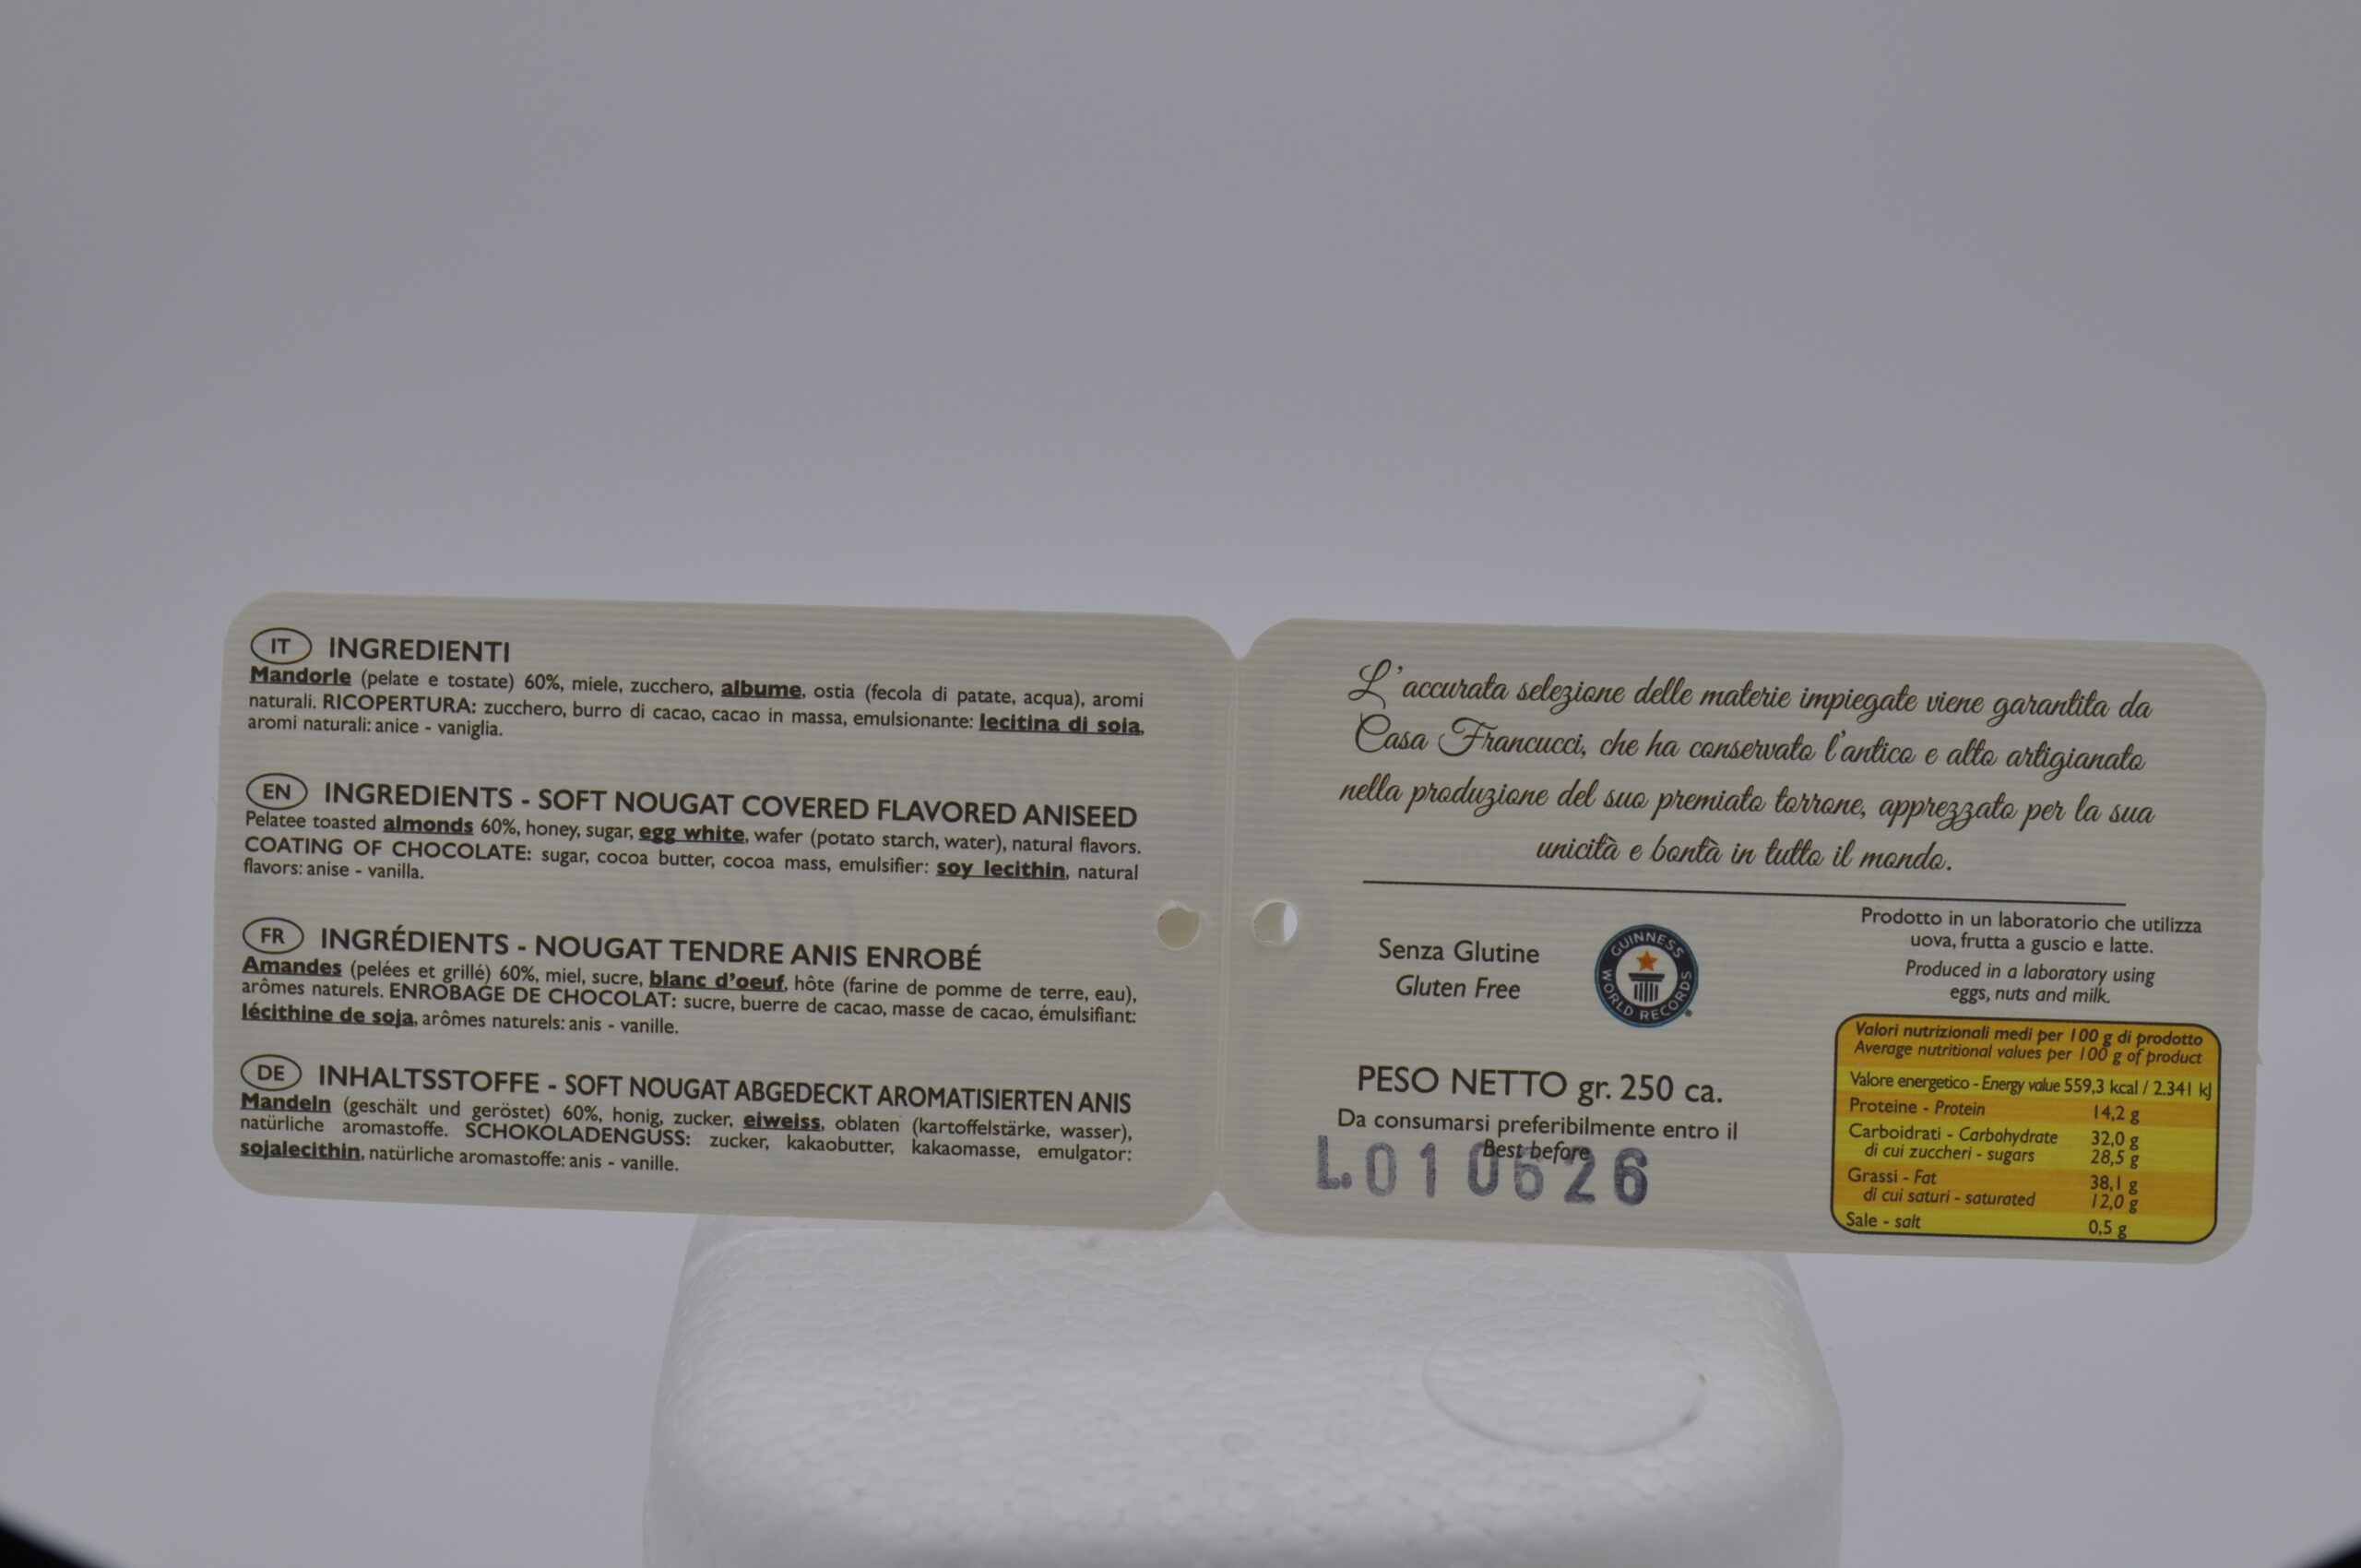 IT INGREDIENTI
Mandorle (pelate e tostate) 60%, miele, zucchero, albume, ostia (fecola di patate, acqua), aromi
naturali. RICOPERTURA: zucchero, burro di cacao, cacao in massa, emulsionante: lecitina di soia,
aromi naturali: anice - vaniglia.
EN INGREDIENTS - SOFT NOUGAT COVERED FLAVORED ANISEED
Pelatee toasted almonds 60%, honey, sugar, egg white, wafer (potato starch, water), natural flavors.
COATING OF CHOCOLATE: sugar, cocoa butter, cocoa mass, emulsifier: soy lecithin, natural
flavors: anise - vanilla.
FR INGRÉDIENTS - NOUGAT TENDRE ANIS ENROBÉ
Amandes (pelées et grillé) 60%, miel, sucre, blanc d'oeuf, hôte (farine de pomme de terre, eau),
arômes naturels. ENROBAGE DE CHOCOLAT: sucre, buerre de cacao, masse de cacao, émulsifiant:
lécithine de soja, arômes naturels: anis - vanille.
DE INHALTSSTOFFE - SOFT NOUGAT ABGEDECKT AROMATISIERTEN ANIS
Mandeln (geschält und geröstet) 60%, honig, zucker, eiweiss, oblaten (kartoffelstärke, wasser),
natürliche aromastoffe. SCHOKOLADENGUSS: zucker, kakaobutter, kakaomasse, emulgator:
sojalecithin, natürliche aromastoffe: anis - vanille.
L'accurata selezione delle materie impiegate viene garantita da
Casa Francucci, che ha conservato l'antico e alto artigianato
nella produzione del suo premiato torrone, apprezzato per la sua
unicità e bontà in tutto il mondo.
Senza Glutine
Gluten Free
GUINNESS
WORLD RECORDS
Prodotto in un laboratorio che utilizza
uova, frutta a guscio e latte.
Produced in a laboratory using
eggs, nuts and milk.
PESO NETTO gr. 250 ca.
Da consumarsi preferibilmente entro il
Best before
L.010626
Valori nutrizionali medi per 100 g di prodotto
Average nutritional values per 100 g of product
Valore energetico - Energy value 559,3 kcal / 2.341 kJ
Proteine - Protein 14,2 g
Carboidrati - Carbohydrate 32,0 g
di cui zuccheri - sugars 28,5 g
Grassi - Fat 38,1 g
di cui saturi - saturated 12,0 g
Sale - salt 0,5 g